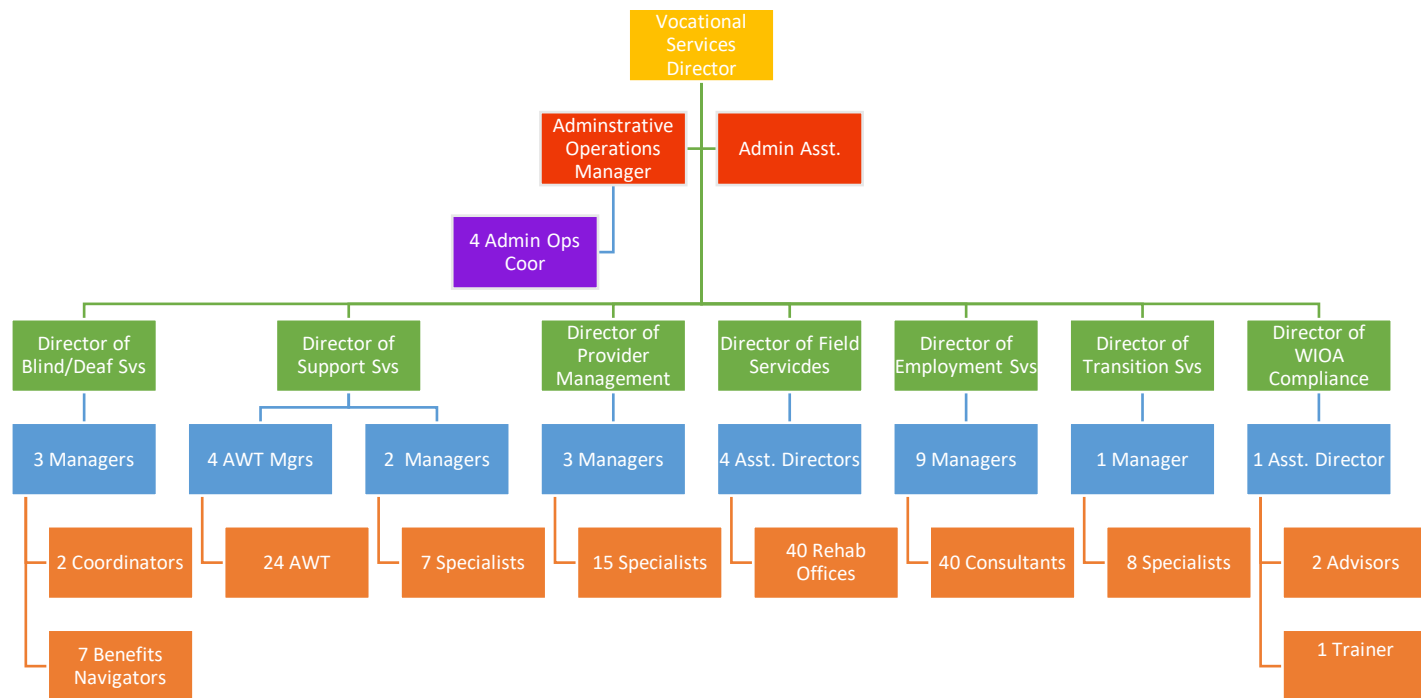 Vocational
Services
Director
Adminstrative
Operations
Manager
Admin Asst.
4 Admin Ops
Coor
Director of
Blind/Deaf Svs
Director of
Support Svs
Director of
Provider
Management
Director of Field
Servicdes
Director of
Employment Svs
Director of
Transition Svs
Director of
WIOA
Compliance
3 Managers
4 AWT Mgrs
2 Managers
3 Managers
4 Asst. Directors
9 Managers
1 Manager
1 Asst. Director
2 Coordinators
24 AWT
7 Specialists
15 Specialists
40 Rehab
Offices
40 Consultants
8 Specialists
2 Advisors
7 Benefits
Navigators
1 Trainer